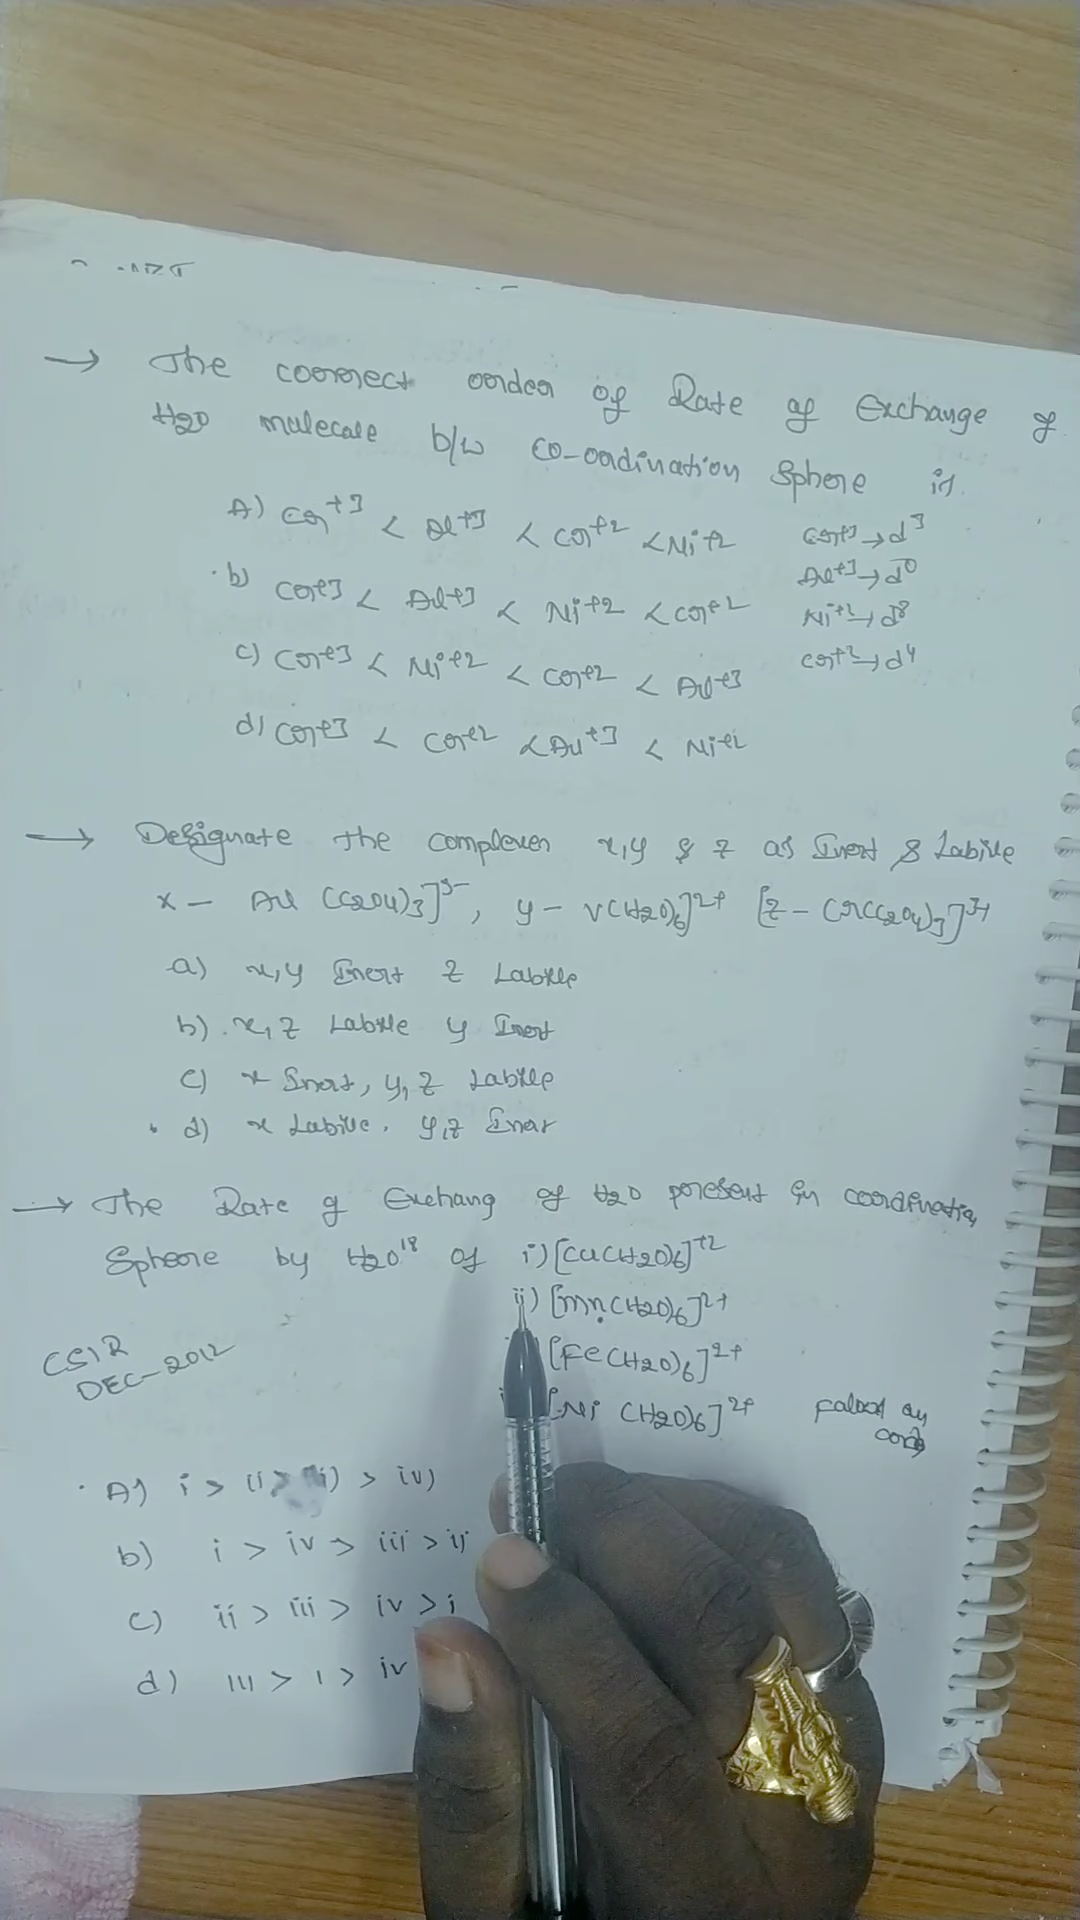 → The correct order of Rate of Exchange of
H2O malecale b/w co-ordination Sphere is
A) Cr+3 < Al+3 < Cr+2 < Ni+2
b) Cr+3 < Al+3 < Ni+2 < Cr+2
c) Cr+3 < Ni+2 < Cr+2 < Al+3
d) Cr+3 < Cr+2 < Al+3 < Ni+2
Cr+3 → d3
Al+3 → d0
Ni+2 → d8
Cr+2 → d4
→ Designate the complexes x,y & z as Inert & Labile
x - Al (C2O4)3]3-, y - V(H2O)6]2+ [z - Cr(C2O4)3]3+
a) x,y Inert z Labile
b) x,z Labile y Inert
c) x Inert, y,z Labile
d) x Labile, y,z Inert
→ The Rate of Exchang of H2O present in coordination
Sphere by H2O18 of i) [Cu(H2O)6]+2
ii) [Mn(H2O)6]2+
[Fe(H2O)6]2+
[Ni (H2O)6]2+
CSIR
DEC-2012
A) i > ii > iii) > iv)
b) i > iv > iii > ii
c) ii > iii > iv > i
d) iii > i > iv